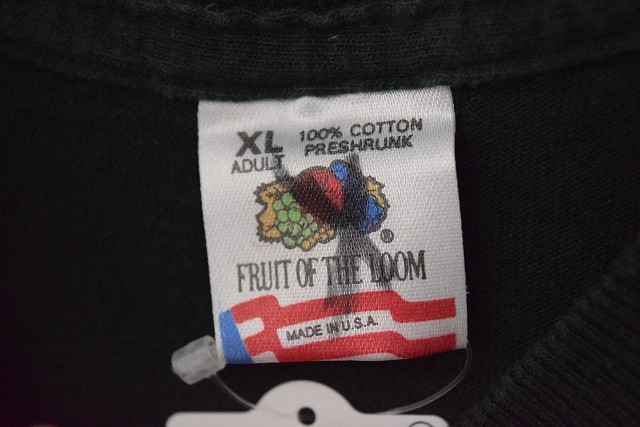 XL
ADULT
100% COTTON
PRESHRUNK
®
FRUIT OF THE LOOM
MADE IN U.S.A.